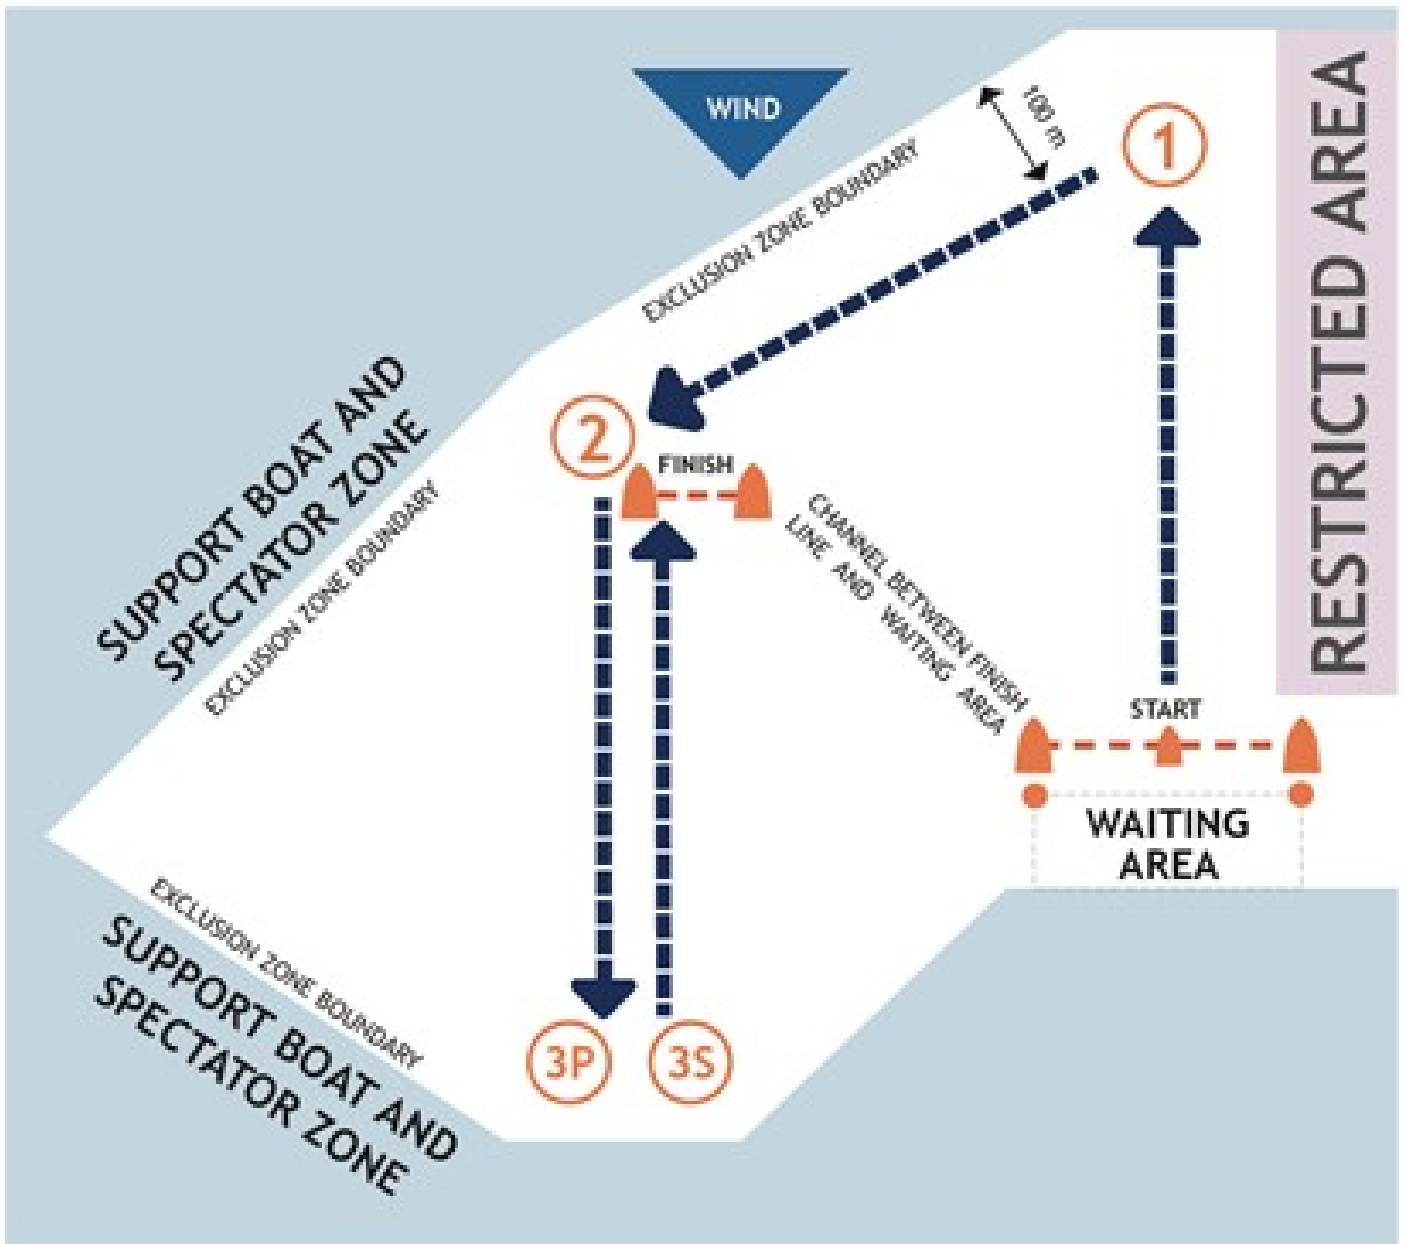 WIND
100 m
1
EXCLUSION ZONE BOUNDARY
RESTRICTED AREA
SUPPORT BOAT AND
SPECTATOR ZONE
EXCLUSION ZONE BOUNDARY
2
FINISH
CHANNEL BETWEEN FINISH
LINE AND WAITING AREA
START
WAITING
AREA
EXCLUSION ZONE BOUNDARY
SUPPORT BOAT AND
SPECTATOR ZONE
3P
3S